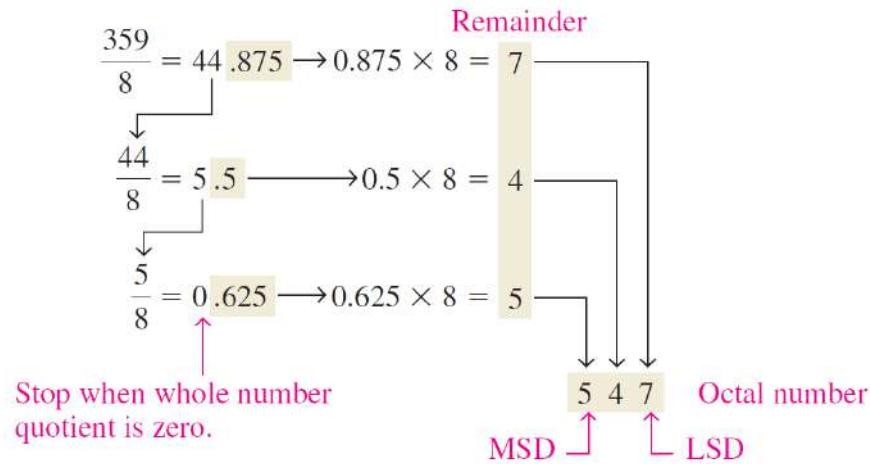 Remainder
359/8 = 44 .875 → 0.875 × 8 = 7
44/8 = 5 .5 → 0.5 × 8 = 4
5/8 = 0 .625 → 0.625 × 8 = 5
Stop when whole number
quotient is zero.
5 4 7 Octal number
MSD LSD